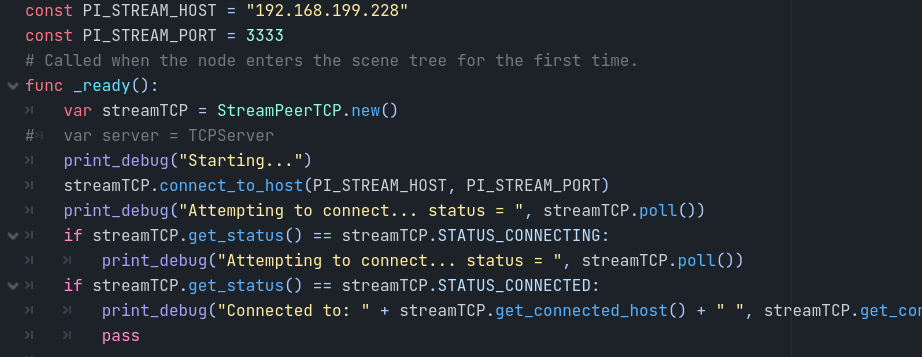 const PI_STREAM_HOST = "192.168.199.228"
const PI_STREAM_PORT = 3333
# Called when the node enters the scene tree for the first time.
func _ready():
var streamTCP = StreamPeerTCP.new()
# var server = TCPServer
print_debug("Starting...")
streamTCP.connect_to_host(PI_STREAM_HOST, PI_STREAM_PORT)
print_debug("Attempting to connect... status = ", streamTCP.poll())
if streamTCP.get_status() == streamTCP.STATUS_CONNECTING:
print_debug("Attempting to connect... status = ", streamTCP.poll())
if streamTCP.get_status() == streamTCP.STATUS_CONNECTED:
print_debug("Connected to: " + streamTCP.get_connected_host() + " ", streamTCP.get_con
pass